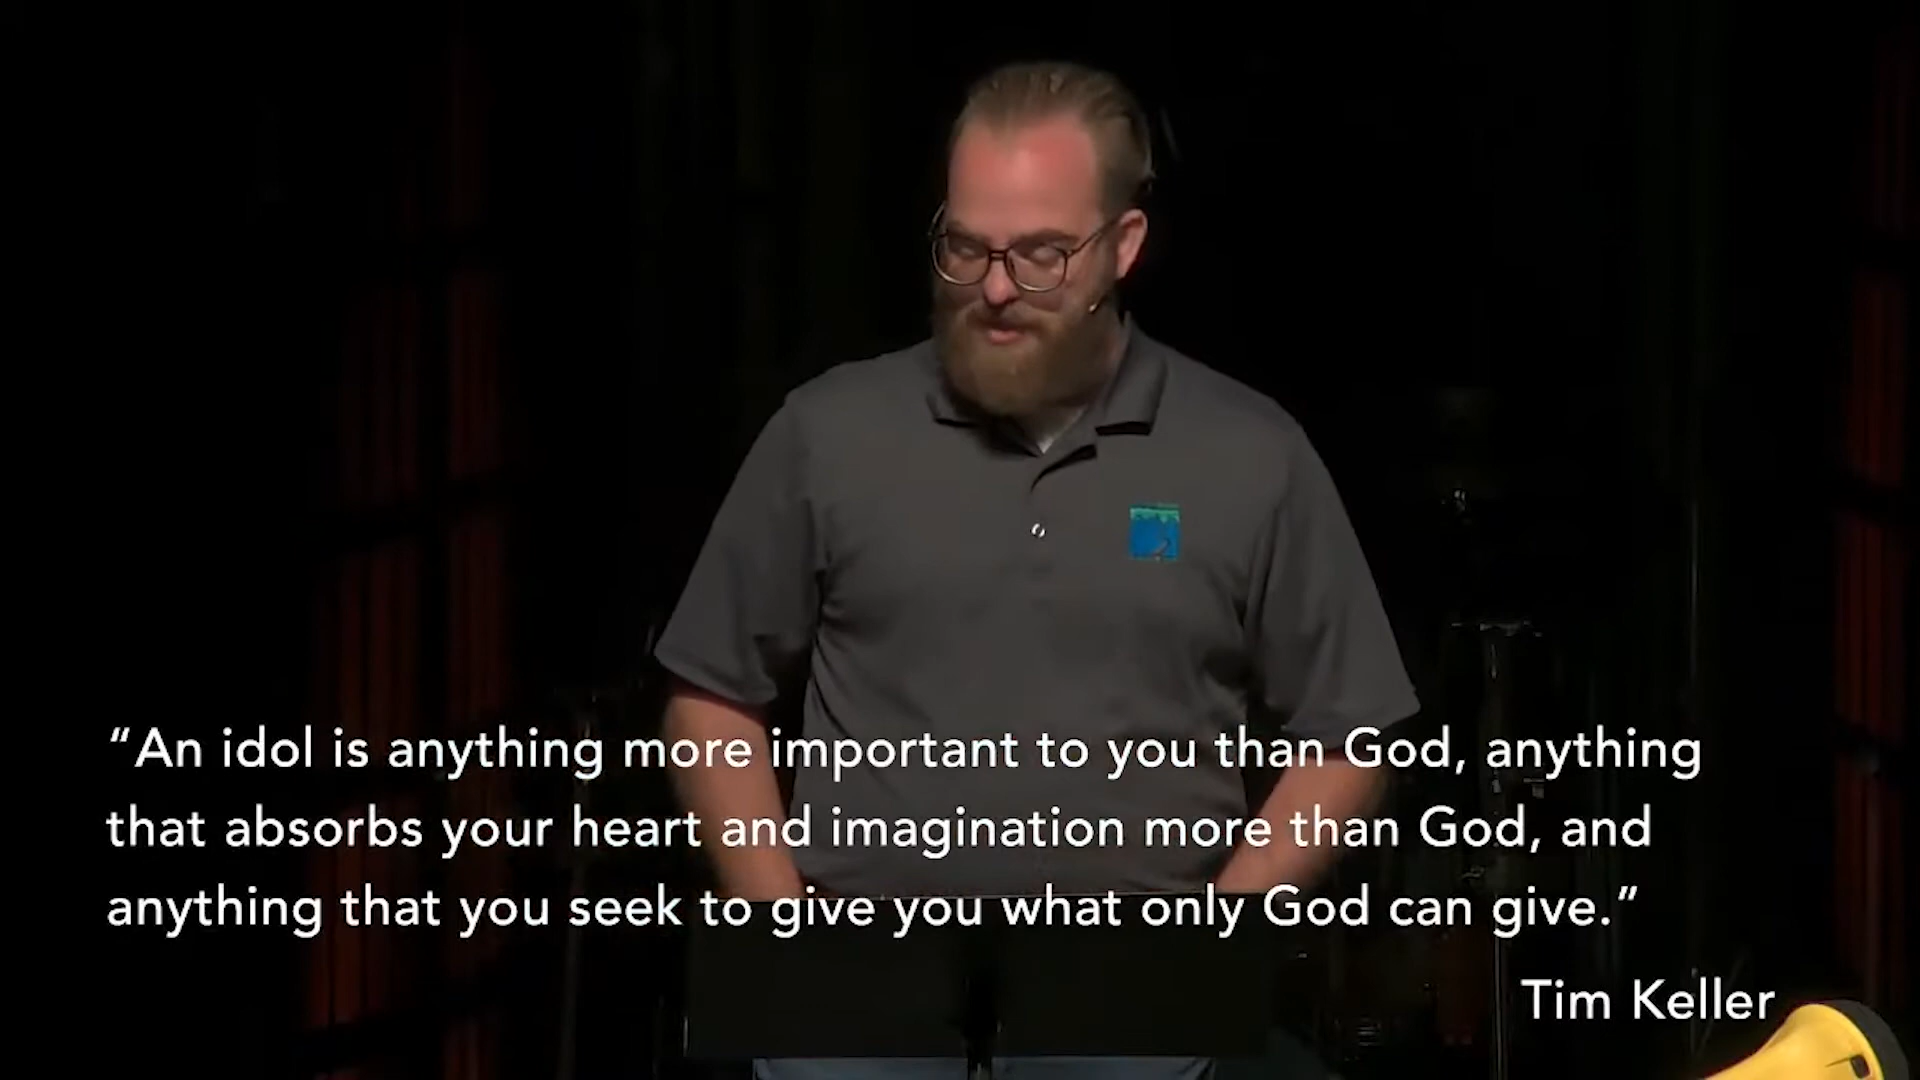 “An idol is anything more important to you than God, anything
that absorbs your heart and imagination more than God, and
anything that you seek to give you what only God can give.”
Tim Keller